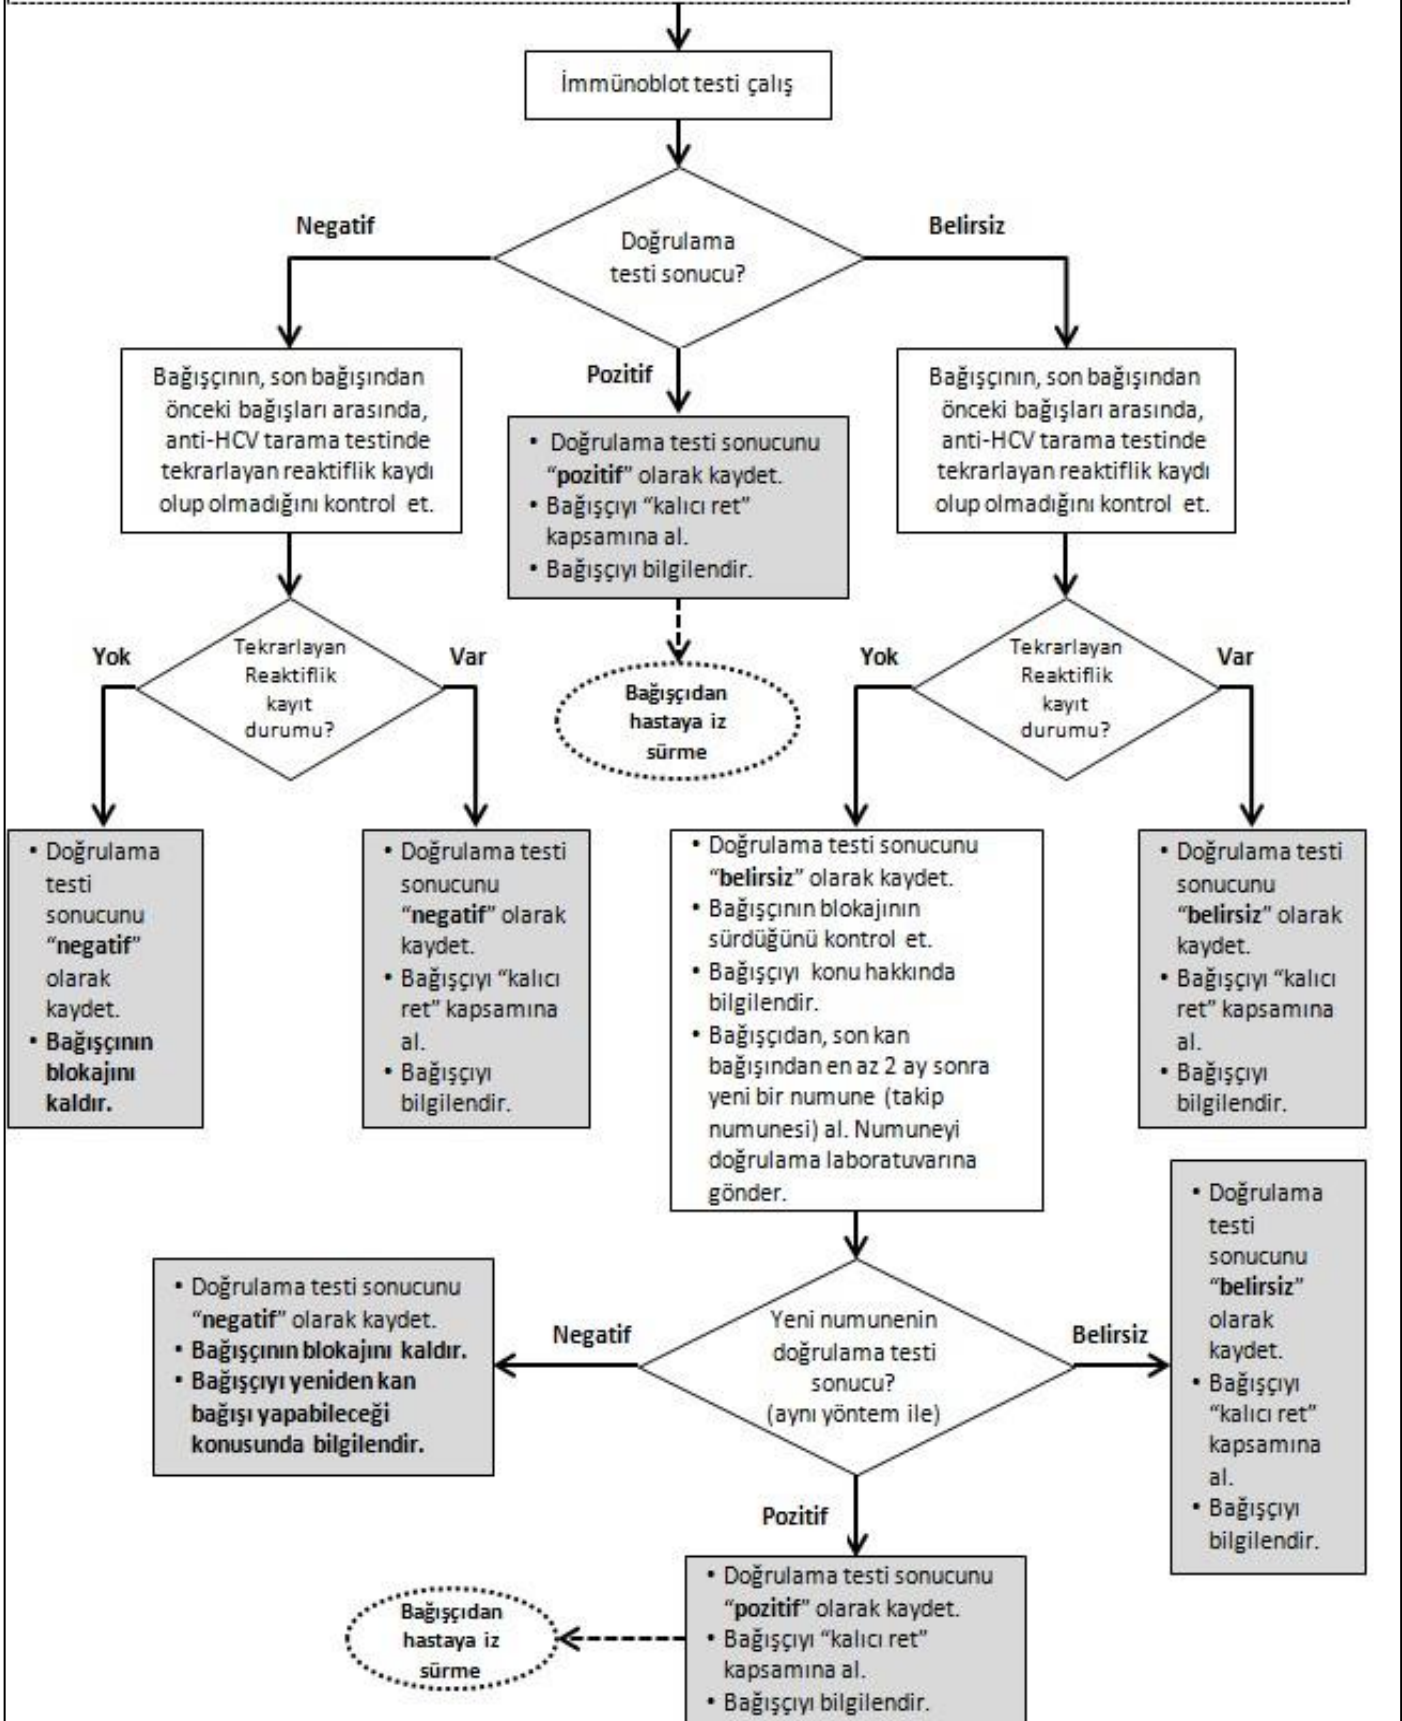 İmmünoblot testi çalış
Doğrulama
testi sonucu?
Negatif
Belirsiz
Pozitif
Bağışçının, son bağışından
önceki bağışları arasında,
anti-HCV tarama testinde
tekrarlayan reaktiflik kaydı
olup olmadığını kontrol et.
• Doğrulama testi sonucunu
“pozitif” olarak kaydet.
• Bağışçıyı “kalıcı ret”
kapsamına al.
• Bağışçıyı bilgilendir.
Bağışçının, son bağışından
önceki bağışları arasında,
anti-HCV tarama testinde
tekrarlayan reaktiflik kaydı
olup olmadığını kontrol et.
Yok
Tekrarlayan
Reaktiflik
kayıt
durumu?
Var
Bağışçıdan
hastaya iz
sürme
Yok
Tekrarlayan
Reaktiflik
kayıt
durumu?
Var
• Doğrulama
testi
sonucunu
“negatif”
olarak
kaydet.
• Bağışçının
blokajını
kaldır.
• Doğrulama testi
sonucunu
“negatif” olarak
kaydet.
• Bağışçıyı “kalıcı
ret” kapsamına
al.
• Bağışçıyı
bilgilendir.
• Doğrulama testi sonucunu
“belirsiz” olarak kaydet.
• Bağışçının blokajının
sürdüğünü kontrol et.
• Bağışçıyı konu hakkında
bilgilendir.
• Bağışçıdan, son kan
bağışından en az 2 ay sonra
yeni bir numune (takip
numunesi) al. Numuneyi
doğrulama laboratuvarına
gönder.
• Doğrulama testi
sonucunu
“belirsiz” olarak
kaydet.
• Bağışçıyı “kalıcı
ret” kapsamına
al.
• Bağışçıyı
bilgilendir.
• Doğrulama testi sonucunu
“negatif” olarak kaydet.
• Bağışçının blokajını kaldır.
• Bağışçıyı yeniden kan
bağışı yapabileceği
konusunda bilgilendir.
Negatif
Yeni numunenin
doğrulama testi
sonucu?
(aynı yöntem ile)
Belirsiz
• Doğrulama
testi
sonucunu
“belirsiz”
olarak
kaydet.
• Bağışçıyı
“kalıcı ret”
kapsamına
al.
• Bağışçıyı
bilgilendir.
Pozitif
Bağışçıdan
hastaya iz
sürme
• Doğrulama testi sonucunu
“pozitif” olarak kaydet.
• Bağışçıyı “kalıcı ret”
kapsamına al.
• Bağışçıyı bilgilendir.